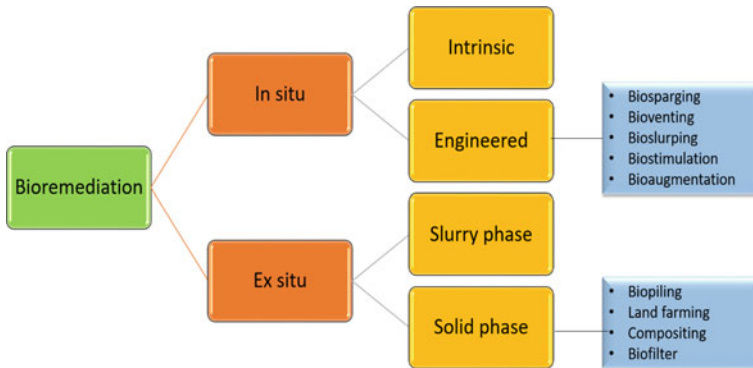 Bioremediation
In situ
Intrinsic
Engineered
• Biosparging
• Bioventing
• Bioslurping
• Biostimulation
• Bioaugmentation
Ex situ
Slurry phase
Solid phase
• Biopiling
• Land farming
• Compositing
• Biofilter